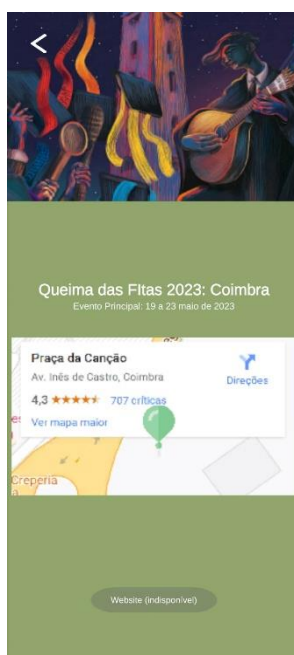 Queima das FItas 2023: Coimbra
Evento Principal: 19 a 23 maio de 2023
Praça da Canção
Av. Inês de Castro, Coimbra
Direções
4,3 707 críticas
Ver mapa maior
Creperia
Website (indisponível)